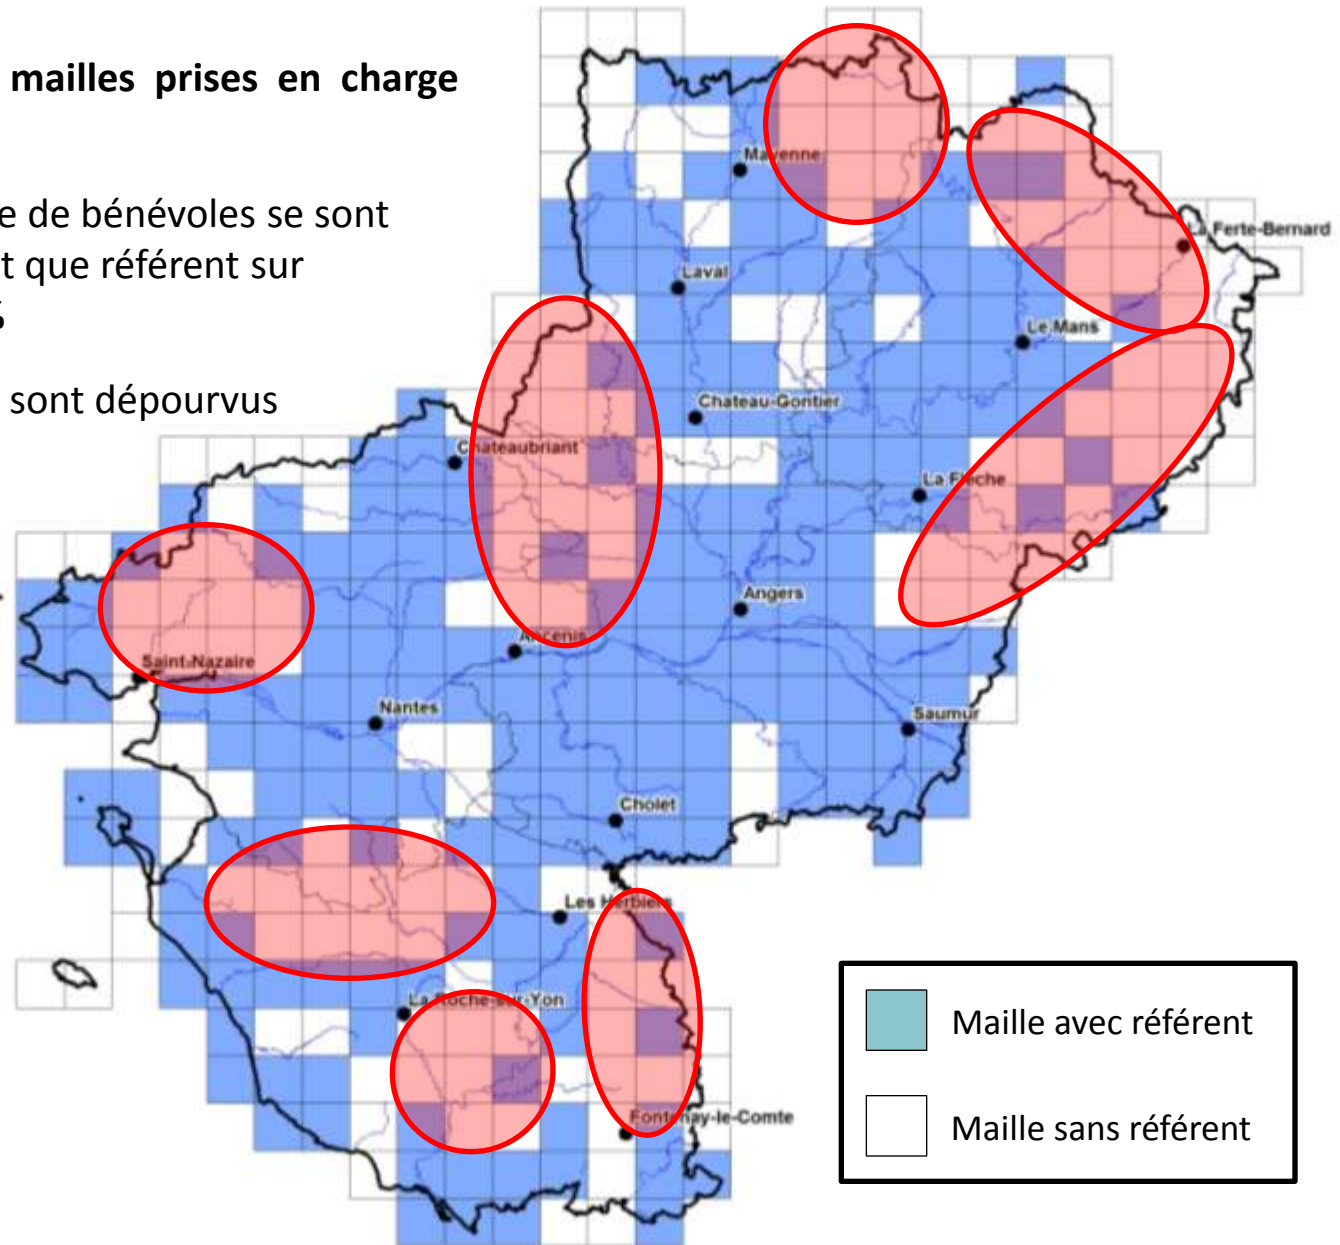 mailles prises en charge
e de bénévoles se sont
t que référent sur
s
sont dépourvus
Mayenne
La Ferte-Bernard
Laval
Le Mans
Chateau-Gontier
Chateaubriant
La Fleche
Angers
Ancenis
Saint-Nazaire
Nantes
Saumur
Cholet
Les Herbiers
La Roche-sur-Yon
Fontenay-le-Comte
Maille avec référent
Maille sans référent